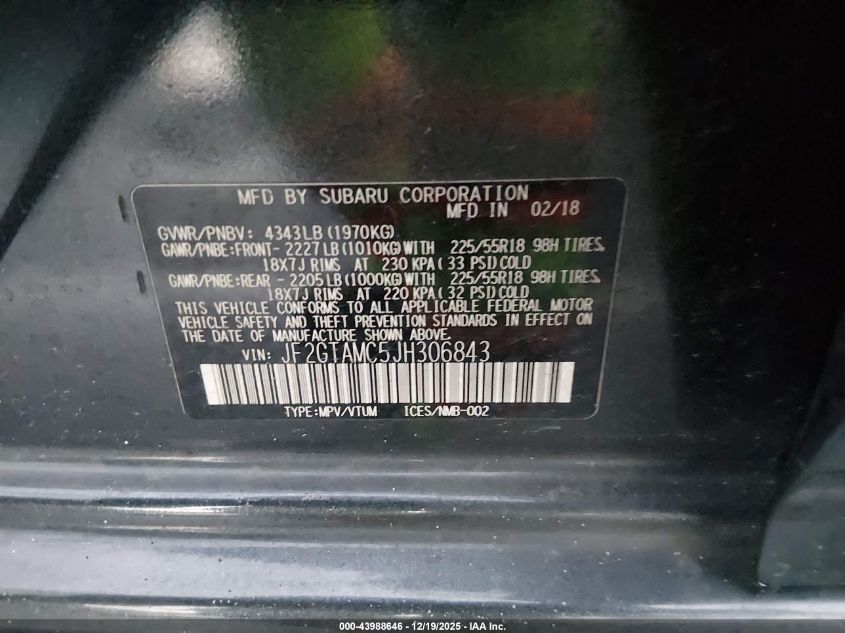 MFD BY SUBARU CORPORATION
MFD IN 02/18
GVWR/PNBV: 4343LB (1970KG)
GAWR/PNBE:FRONT- 2227LB(1010KG)WITH 225/55R18 98H TIRES,
18X7J RIMS AT 230 KPA( 33 PSI)COLD
GAWR/PNBE:REAR - 2205LB(1000KG)WITH 225/55R18 98H TIRES,
18X7J RIMS AT 220 KPA( 32 PSI)COLD
THIS VEHICLE CONFORMS TO ALL APPLICABLE FEDERAL MOTOR
VEHICLE SAFETY AND THEFT PREVENTION STANDARDS IN EFFECT ON
THE DATE OF MANUFACTURE SHOWN ABOVE.
VIN: JF2GTAMC5JH306843
TYPE:MPV/VTUM ICES/NMB-002
000-43988646 - 12/19/2025 - IAA Inc.